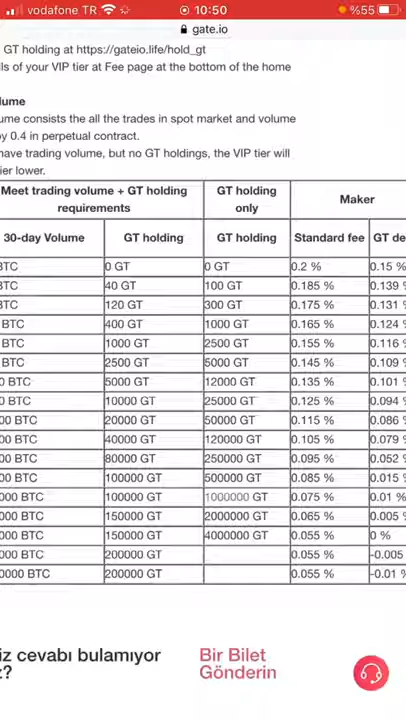 vodafone TR 10:50 %55
gate.io
GT holding at https://gateio.life/hold_gt
ls of your VIP tier at Fee page at the bottom of the home
lume
ume consists the all the trades in spot market and volume
by 0.4 in perpetual contract.
have trading volume, but no GT holdings, the VIP tier will
ier lower.
Meet trading volume + GT holding requirements GT holding only Maker
30-day Volume GT holding GT holding Standard fee GT de
BTC 0 GT 0 GT 0.2 % 0.15 %
BTC 40 GT 100 GT 0.185 % 0.139
BTC 120 GT 300 GT 0.175 % 0.131
BTC 400 GT 1000 GT 0.165 % 0.124
BTC 1000 GT 2500 GT 0.155 % 0.116
BTC 2500 GT 5000 GT 0.145 % 0.109
0 BTC 5000 GT 12000 GT 0.135 % 0.101
0 BTC 10000 GT 25000 GT 0.125 % 0.094
00 BTC 20000 GT 50000 GT 0.115 % 0.086
00 BTC 40000 GT 120000 GT 0.105 % 0.079
00 BTC 80000 GT 250000 GT 0.095 % 0.052
000 BTC 100000 GT 500000 GT 0.085 % 0.015
000 BTC 100000 GT 1000000 GT 0.075 % 0.01 %
000 BTC 150000 GT 2000000 GT 0.065 % 0.005
000 BTC 150000 GT 4000000 GT 0.055 % 0 %
000 BTC 200000 GT 0.055 % -0.005
0000 BTC 200000 GT 0.055 % -0.01 %
iz cevabı bulamıyor Bir Bilet
z? Gönderin